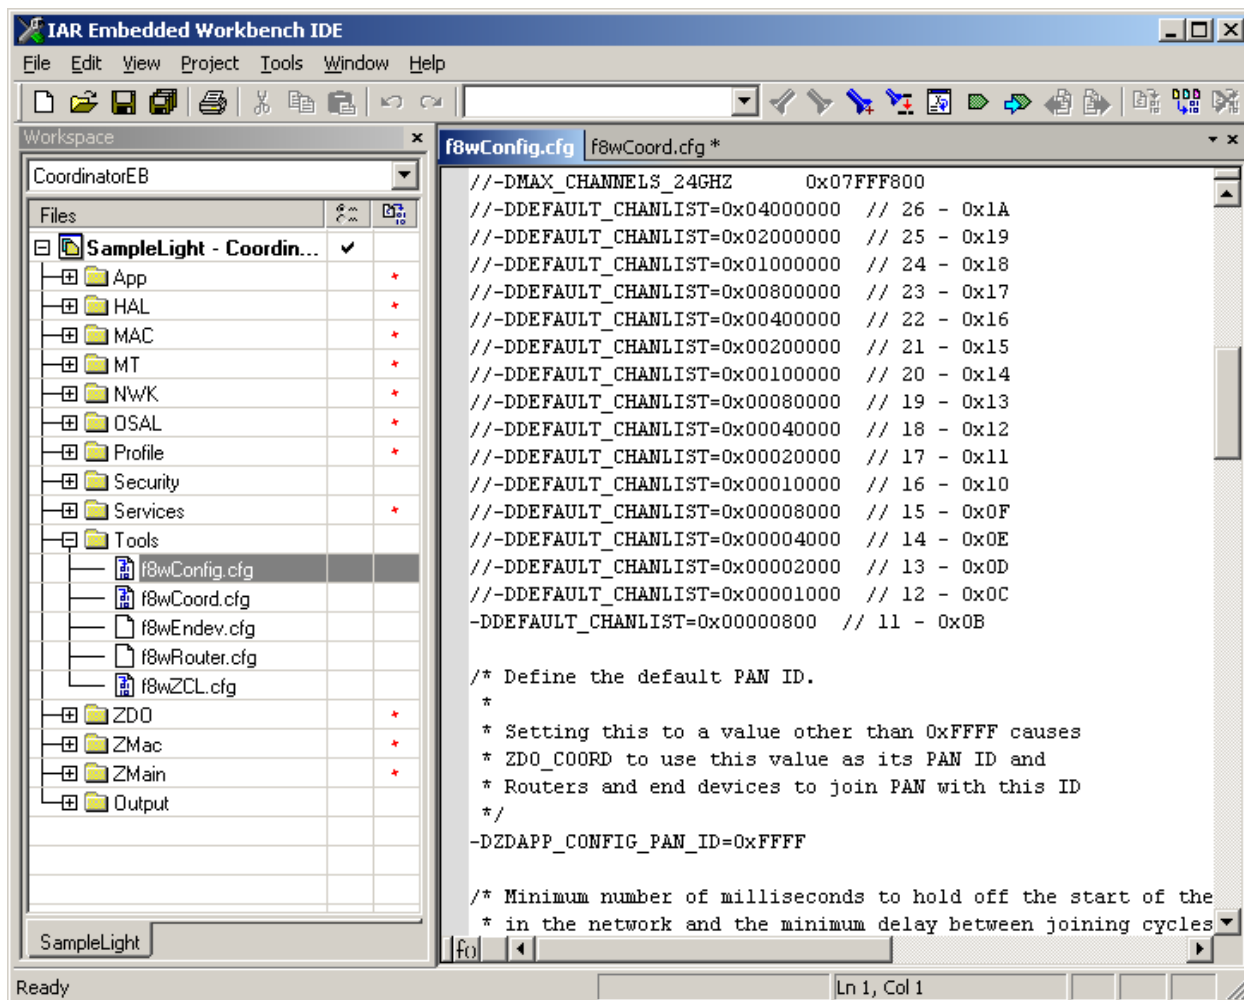 IAR Embedded Workbench IDE
File Edit View Project Tools Window Help
Workspace
CoordinatorEB
Files
SampleLight - Coordin...
App
HAL
MAC
MT
NWK
OSAL
Profile
Security
Services
Tools
f8wConfig.cfg
f8wCoord.cfg
f8wEndev.cfg
f8wRouter.cfg
f8wZCL.cfg
ZDO
ZMac
ZMain
Output
SampleLight
f8wConfig.cfg f8wCoord.cfg *
//-DMAX_CHANNELS_24GHZ 0x07FFF800
//-DDEFAULT_CHANLIST=0x04000000 // 26 - 0x1A
//-DDEFAULT_CHANLIST=0x02000000 // 25 - 0x19
//-DDEFAULT_CHANLIST=0x01000000 // 24 - 0x18
//-DDEFAULT_CHANLIST=0x00800000 // 23 - 0x17
//-DDEFAULT_CHANLIST=0x00400000 // 22 - 0x16
//-DDEFAULT_CHANLIST=0x00200000 // 21 - 0x15
//-DDEFAULT_CHANLIST=0x00100000 // 20 - 0x14
//-DDEFAULT_CHANLIST=0x00080000 // 19 - 0x13
//-DDEFAULT_CHANLIST=0x00040000 // 18 - 0x12
//-DDEFAULT_CHANLIST=0x00020000 // 17 - 0x11
//-DDEFAULT_CHANLIST=0x00010000 // 16 - 0x10
//-DDEFAULT_CHANLIST=0x00008000 // 15 - 0x0F
//-DDEFAULT_CHANLIST=0x00004000 // 14 - 0x0E
//-DDEFAULT_CHANLIST=0x00002000 // 13 - 0x0D
//-DDEFAULT_CHANLIST=0x00001000 // 12 - 0x0C
-DDEFAULT_CHANLIST=0x00000800 // 11 - 0x0B
/* Define the default PAN ID.
*
* Setting this to a value other than 0xFFFF causes
* ZDO_COORD to use this value as its PAN ID and
* Routers and end devices to join PAN with this ID
*/
-DZDAPP_CONFIG_PAN_ID=0xFFFF
/* Minimum number of milliseconds to hold off the start of the
* in the network and the minimum delay between joining cycles
f()
Ready
Ln 1, Col 1